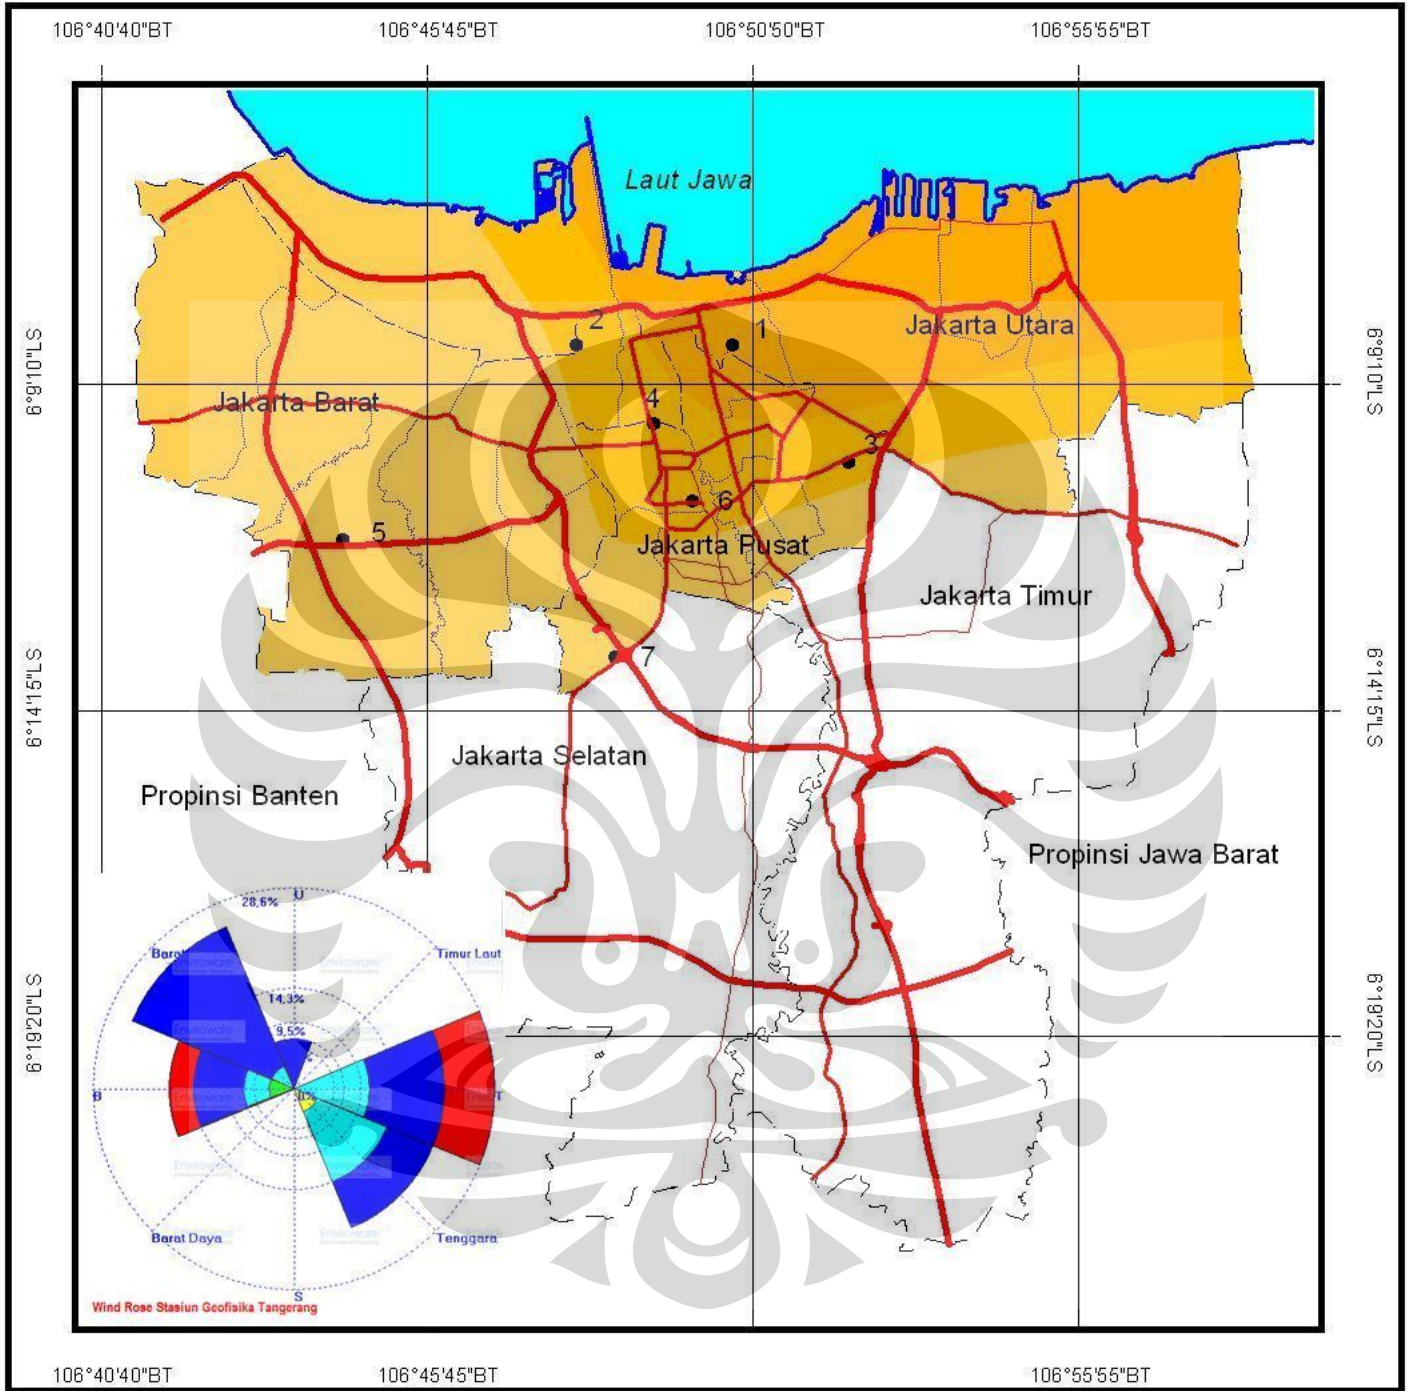 106°40'40"BT 106°45'45"BT 106°50'50"BT 106°55'55"BT
Laut Jawa
2
1
Jakarta Utara
6°9'10"LS
6°9'10"LS
Jakarta Barat
4
3
6
5
Jakarta Pusat
Jakarta Timur
7
6°14'15"LS
6°14'15"LS
Jakarta Selatan
Propinsi Banten
Propinsi Jawa Barat
U
28,6%
Barat
Timur Laut
14,3%
9,5%
6°19'20"LS
6°19'20"LS
B
T
Enviroware
Barat Daya
Tenggara
S
Wind Rose Stasiun Geofisika Tangerang
106°40'40"BT 106°45'45"BT 106°55'55"BT